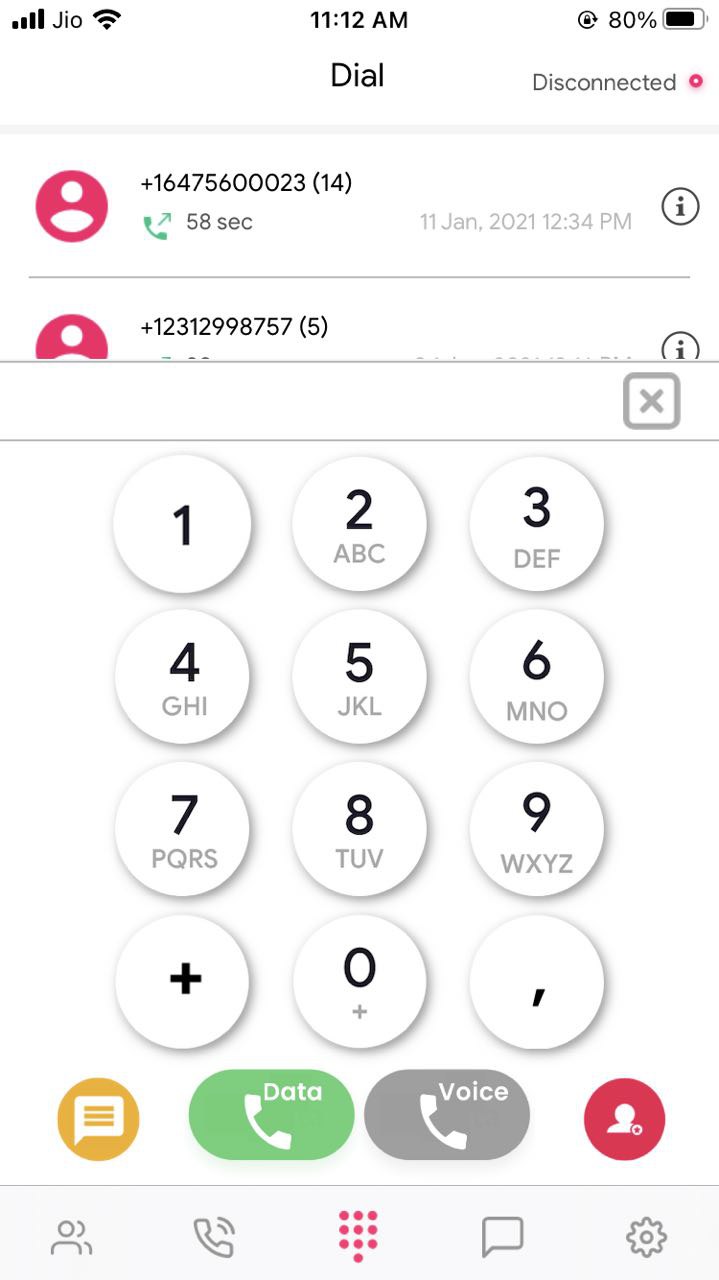 Jio 11:12 AM 80%
Dial
Disconnected
+16475600023 (14)
58 sec 11 Jan, 2021 12:34 PM
+12312998757 (5)
1 2 3
ABC DEF
4 5 6
GHI JKL MNO
7 8 9
PQRS TUV WXYZ
+ 0 ,
+
Data Voice